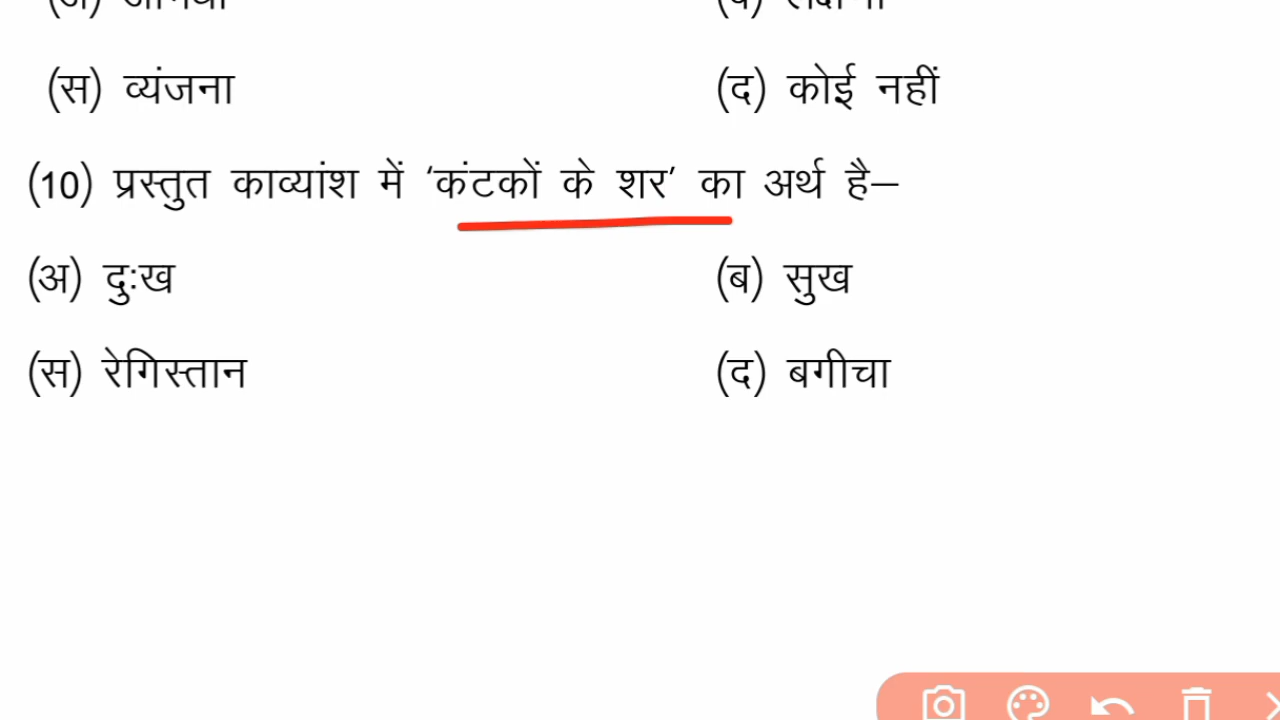 (स) व्यंजना (द) कोई नहीं
(10) प्रस्तुत काव्यांश में ‘कंटकों के शर’ का अर्थ है–
(अ) दुःख (ब) सुख
(स) रेगिस्तान (द) बगीचा